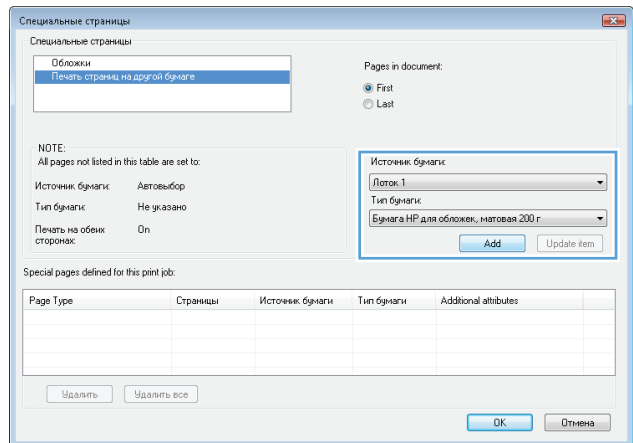 Специальные страницы
Специальные страницы
Обложки
Печать страниц на другой бумаге
Pages in document:
First
Last
NOTE:
All pages not listed in this table are set to:
Источник бумаги: Автовыбор
Тип бумаги: Не указано
Печать на обеих сторонах: On
Источник бумаги:
Лоток 1
Тип бумаги:
Бумага HP для обложек, матовая 200 г
Add Update item
Special pages defined for this print job:
Page Type Страницы Источник бумаги Тип бумаги Additional attributes
Удалить Удалить все
OK Отмена